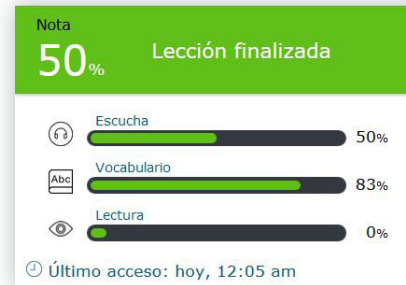 Nota
50%
Lección finalizada
Escucha
50%
Abc
Vocabulario
83%
Lectura
0%
Último acceso: hoy, 12:05 am